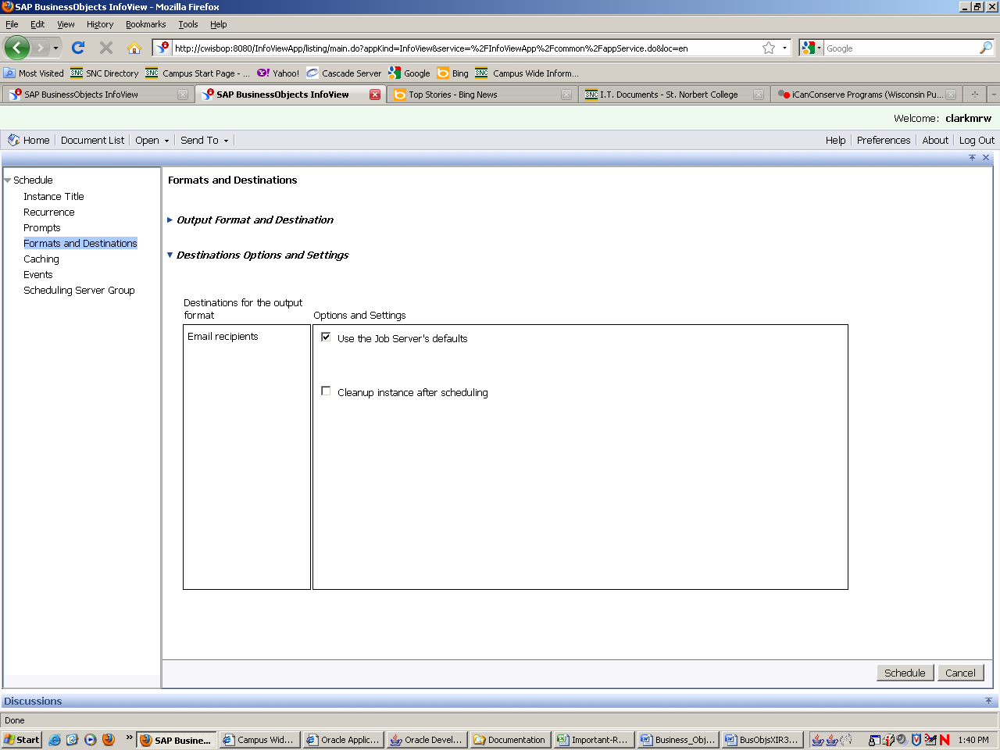 SAP BusinessObjects InfoView - Mozilla Firefox
File Edit View History Bookmarks Tools Help
http://cwisbop:8080/InfoViewApp/listing/main.do?appKind=InfoView&service=%2FInfoViewApp%2Fcommon%2FappService.do&loc=en
Google
Most Visited SNC SNC Directory SNC Campus Start Page - ... Yahoo! Cascade Server Google Bing SNC Campus Wide Inform...
SAP BusinessObjects InfoView SAP BusinessObjects InfoView Top Stories - Bing News SNC I.T. Documents - St. Norbert College iCanConserve Programs (Wisconsin Pu...
Welcome: clarkmrw
Home Document List Open Send To Help Preferences About Log Out
Schedule
Instance Title
Recurrence
Prompts
Formats and Destinations
Caching
Events
Scheduling Server Group
Formats and Destinations
Output Format and Destination
Destinations Options and Settings
Destinations for the output
format
Options and Settings
Email recipients
Use the Job Server's defaults
Cleanup instance after scheduling
Schedule Cancel
Discussions
Done
Start » SAP Busine... Campus Wid... Oracle Applic... Oracle Devel... Documentation Important-R... Business_Obj... BusObjsXIR3... 1:40 PM